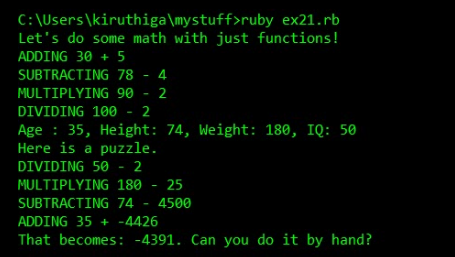 C:\Users\kiruthiga\mystuff>ruby ex21.rb
Let's do some math with just functions!
ADDING 30 + 5
SUBTRACTING 78 - 4
MULTIPLYING 90 - 2
DIVIDING 100 - 2
Age : 35, Height: 74, Weight: 180, IQ: 50
Here is a puzzle.
DIVIDING 50 - 2
MULTIPLYING 180 - 25
SUBTRACTING 74 - 4500
ADDING 35 + -4426
That becomes: -4391. Can you do it by hand?